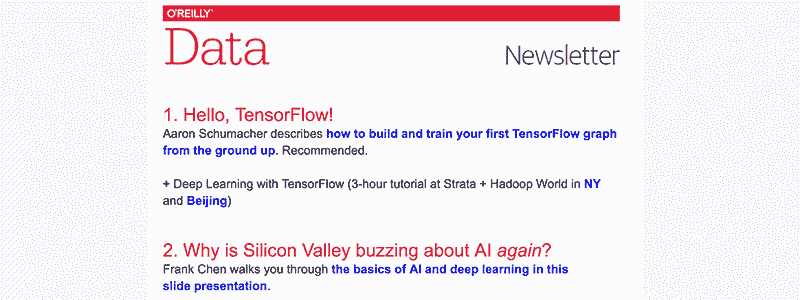 O'REILLY®
Data
Newsletter
1. Hello, TensorFlow!
Aaron Schumacher describes how to build and train your first TensorFlow graph
from the ground up. Recommended.
+ Deep Learning with TensorFlow (3-hour tutorial at Strata + Hadoop World in NY
and Beijing)
2. Why is Silicon Valley buzzing about AI again?
Frank Chen walks you through the basics of AI and deep learning in this
slide presentation.